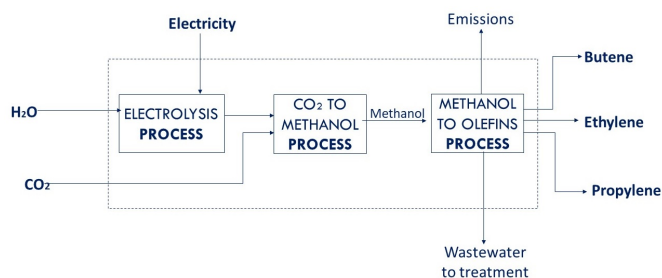 Electricity
Emissions
Butene
H₂O
ELECTROLYSIS
PROCESS
CO₂ TO
METHANOL
PROCESS
Methanol
METHANOL
TO OLEFINS
PROCESS
Ethylene
CO₂
Propylene
Wastewater
to treatment